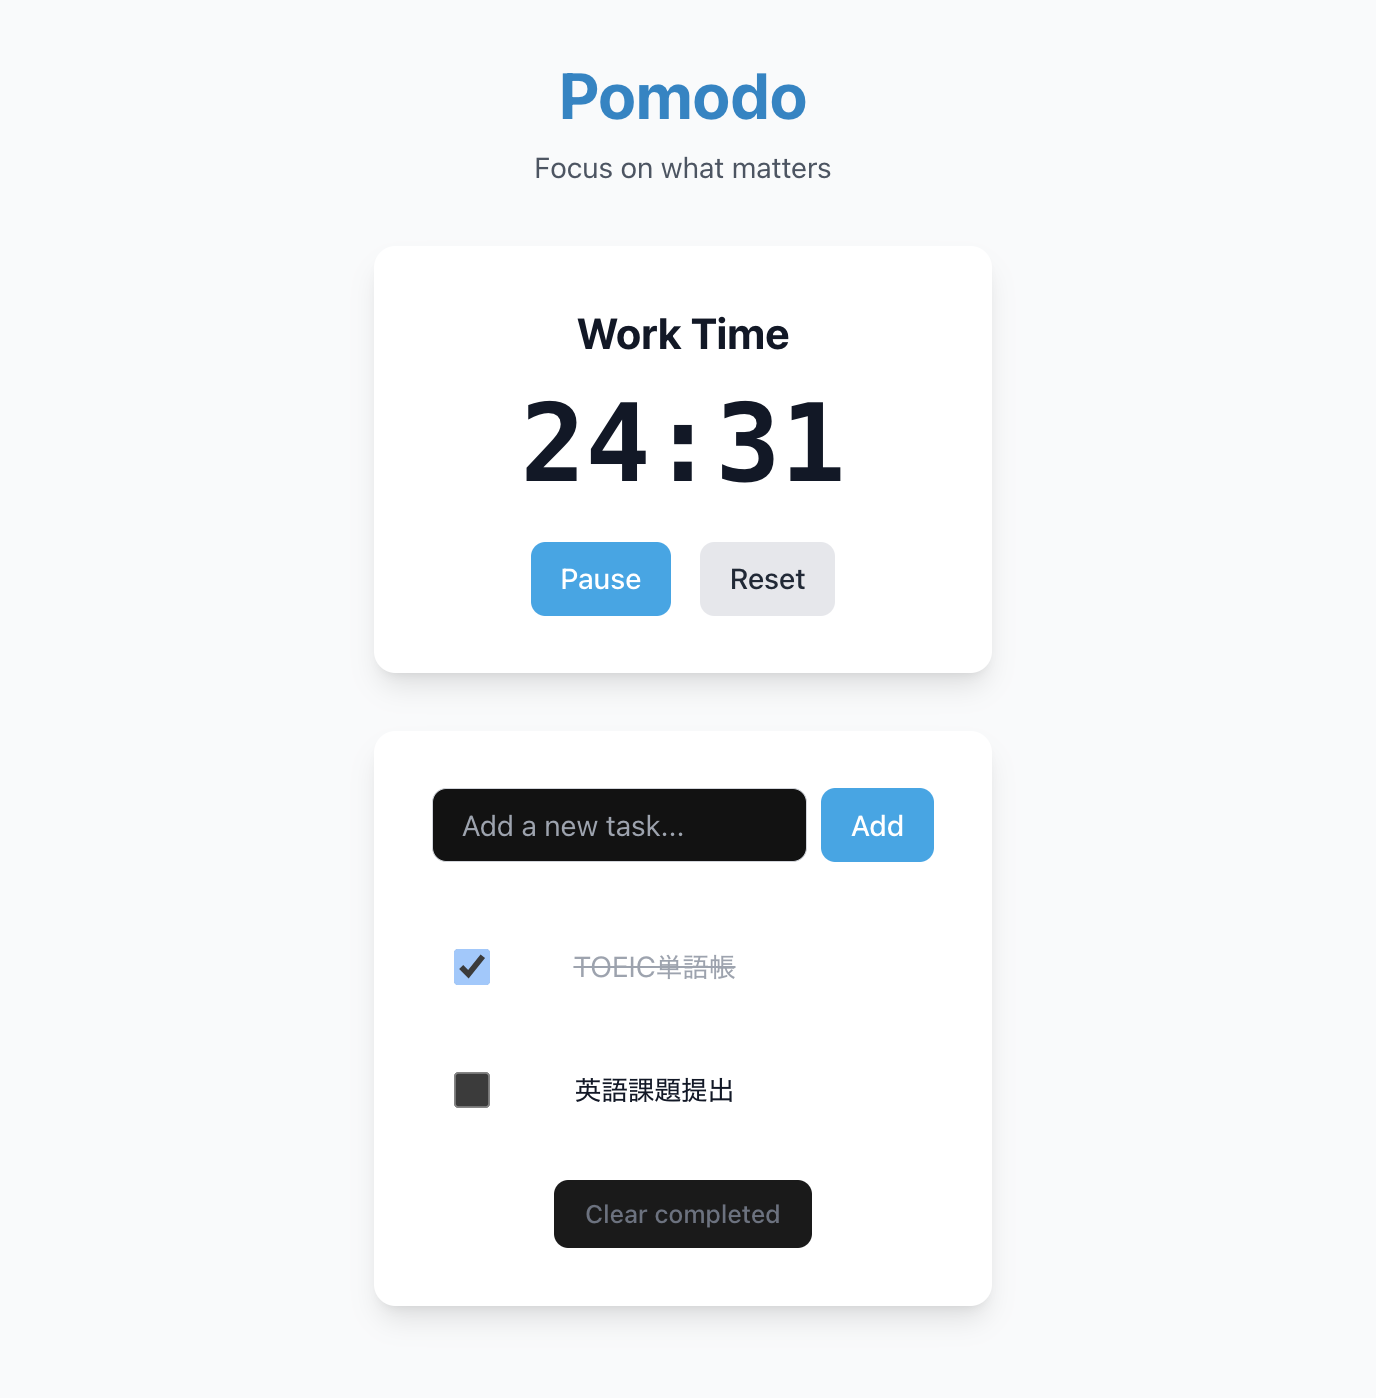 Pomodo
Focus on what matters
Work Time
24:31
Pause Reset
Add a new task... Add
TOEIC単語帳
英語課題提出
Clear completed